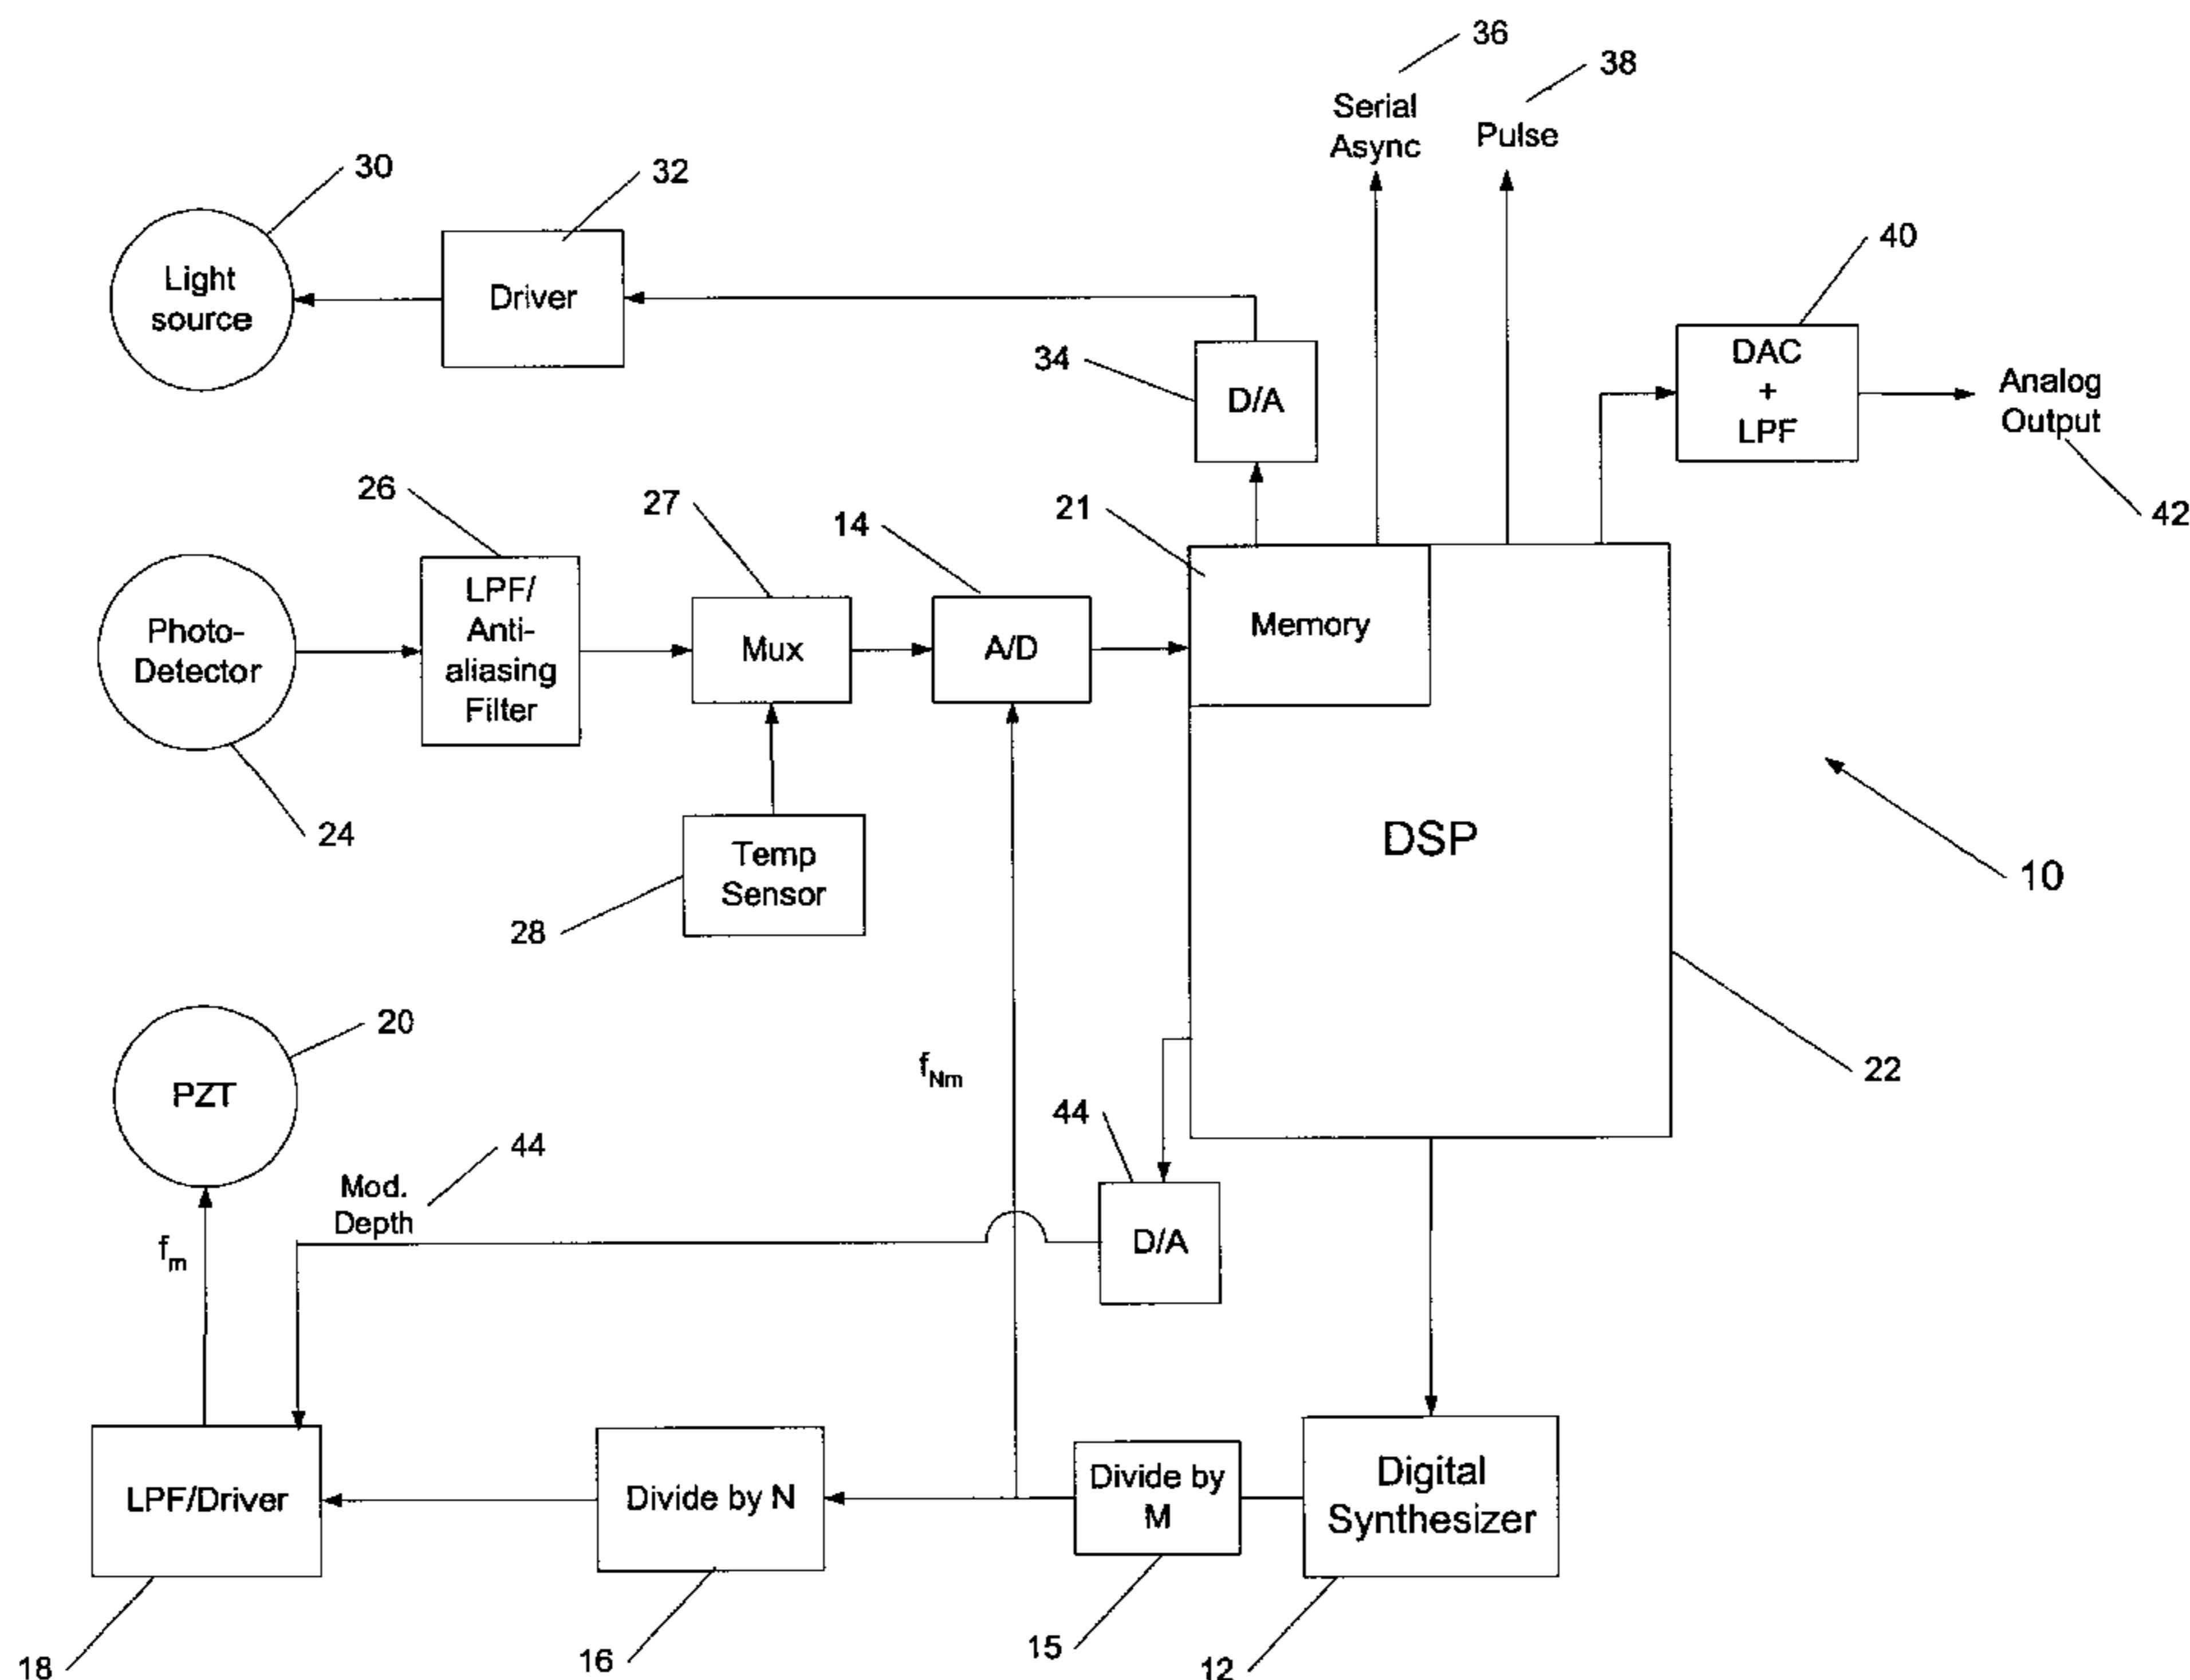 36
38
Serial
Async
Pulse
30
32
40
Light
source
Driver
34
D/A
DAC
+
LPF
Analog
Output
42
26
27
14
21
Photo-
Detector
LPF/
Anti-
aliasing
Filter
Mux
A/D
Memory
24
Temp
Sensor
28
DSP
10
20
PZT
fNm
22
44
44
Mod.
Depth
fm
D/A
LPF/Driver
Divide by N
Divide by
M
Digital
Synthesizer
18
16
15
12